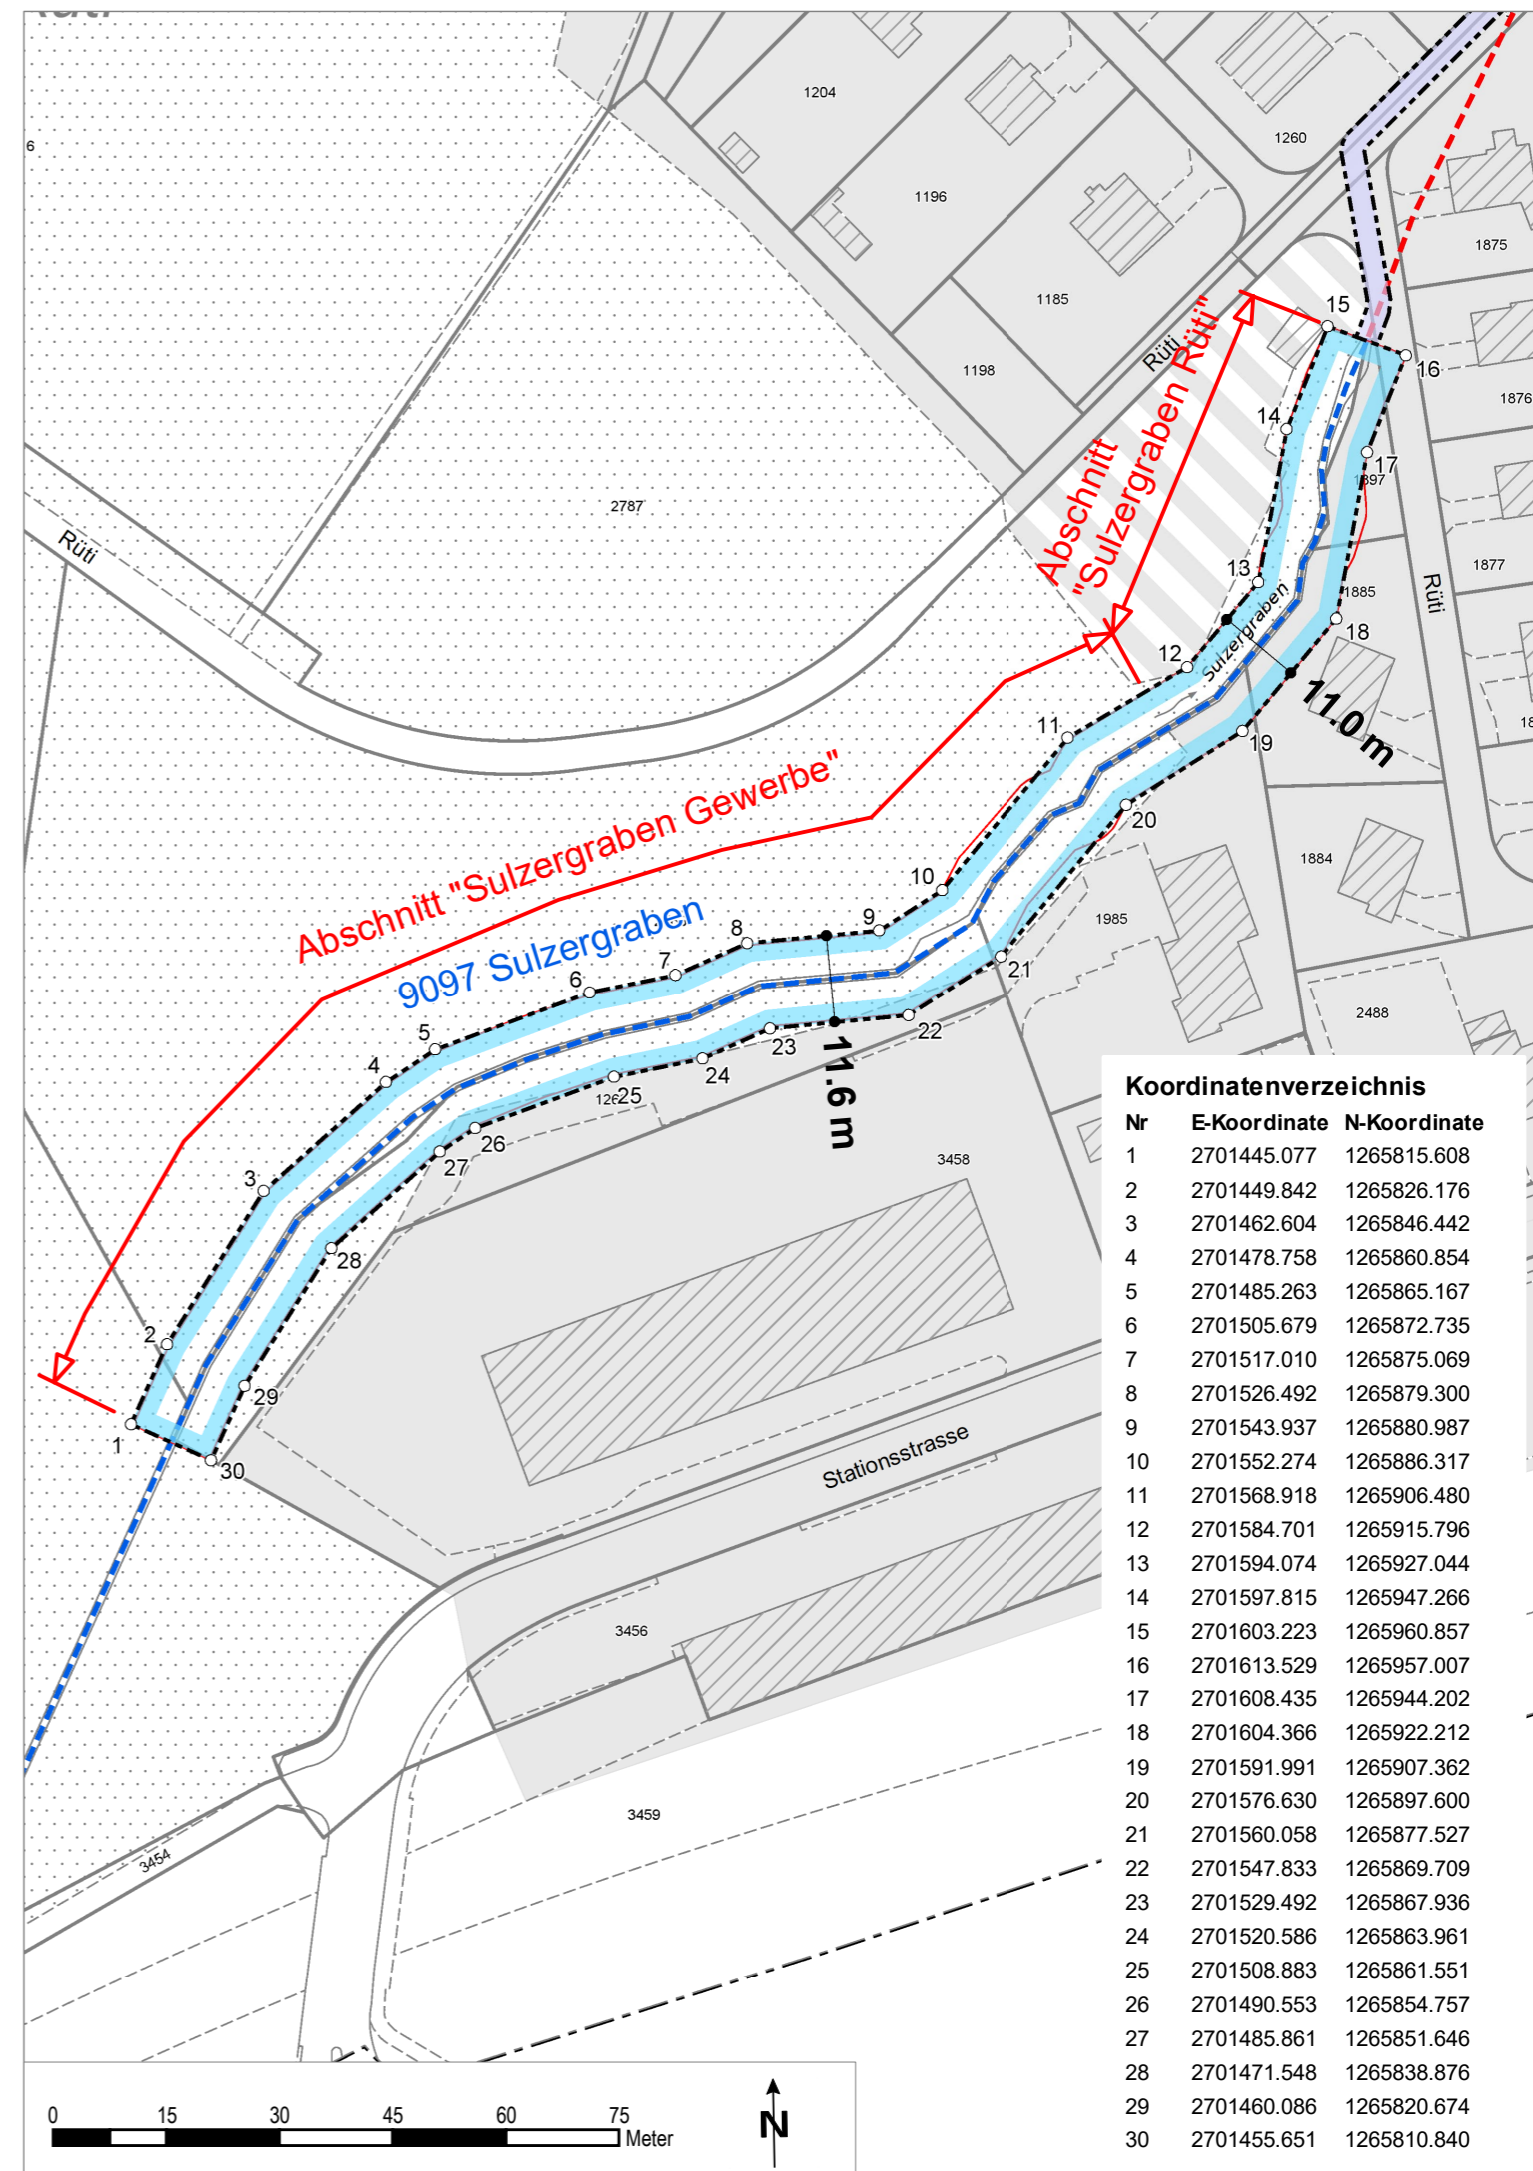 6
1204
1196
1260
1185
1875
1198
Rüti
1876
15
16
14
17
1897
Abschnitt
"Sulzergraben Rüti"
2787
Rüti
1877
Rüti
13
1885
18
Sulzergraben
12
11.0 m
11
19
20
1884
Abschnitt "Sulzergraben Gewerbe"
9097 Sulzergraben
10
9
8
7
6
5
4
3
2
1
1985
21
22
23
11.6 m
24
25
26
27
28
29
30
2488
3458
Stationsstrasse
3456
3459
3454
Koordinatenverzeichnis
Nr E-Koordinate N-Koordinate
1 2701445.077 1265815.608
2 2701449.842 1265826.176
3 2701462.604 1265846.442
4 2701478.758 1265860.854
5 2701485.263 1265865.167
6 2701505.679 1265872.735
7 2701517.010 1265875.069
8 2701526.492 1265879.300
9 2701543.937 1265880.987
10 2701552.274 1265886.317
11 2701568.918 1265906.480
12 2701584.701 1265915.796
13 2701594.074 1265927.044
14 2701597.815 1265947.266
15 2701603.223 1265960.857
16 2701613.529 1265957.007
17 2701608.435 1265944.202
18 2701604.366 1265922.212
19 2701591.991 1265907.362
20 2701576.630 1265897.600
21 2701560.058 1265877.527
22 2701547.833 1265869.709
23 2701529.492 1265867.936
24 2701520.586 1265863.961
25 2701508.883 1265861.551
26 2701490.553 1265854.757
27 2701485.861 1265851.646
28 2701471.548 1265838.876
29 2701460.086 1265820.674
30 2701455.651 1265810.840
0 15 30 45 60 75
Meter
N